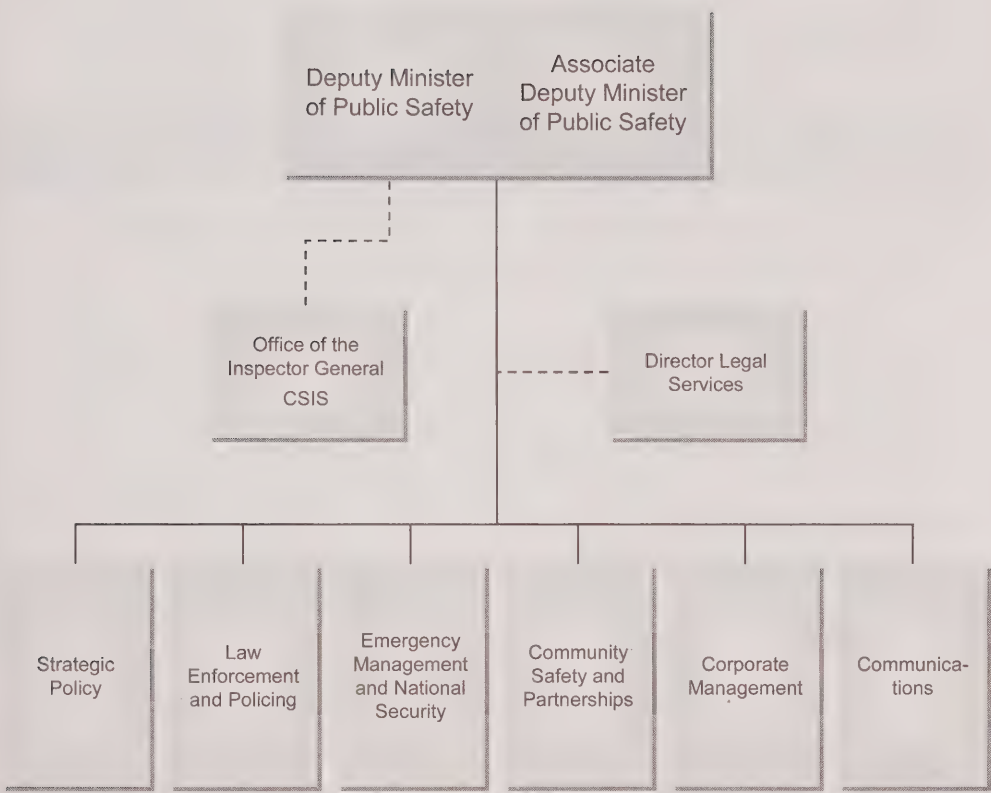 Deputy Minister
of Public Safety
Associate
Deputy Minister
of Public Safety
Office of the
Inspector General
CSIS
Director Legal
Services
Strategic
Policy
Law
Enforcement
and Policing
Emergency
Management
and National
Security
Community
Safety and
Partnerships
Corporate
Management
Communica-
tions